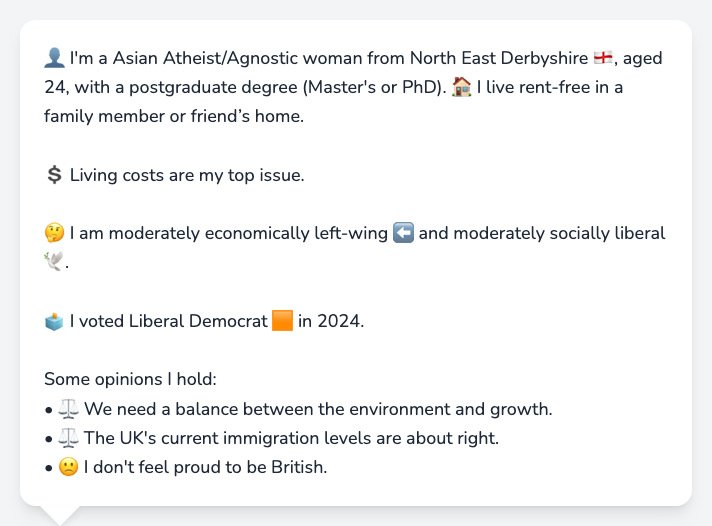 👤 I'm a Asian Atheist/Agnostic woman from North East Derbyshire 🏴󠁧󠁢󠁥󠁮󠁧󠁿, aged
24, with a postgraduate degree (Master's or PhD). 🏠 I live rent-free in a
family member or friend’s home.
💲 Living costs are my top issue.
🤔 I am moderately economically left-wing ⬅️ and moderately socially liberal
🕊️.
🗳️ I voted Liberal Democrat 🟧 in 2024.
Some opinions I hold:
• ⚖️ We need a balance between the environment and growth.
• ⚖️ The UK's current immigration levels are about right.
• 🙁 I don't feel proud to be British.